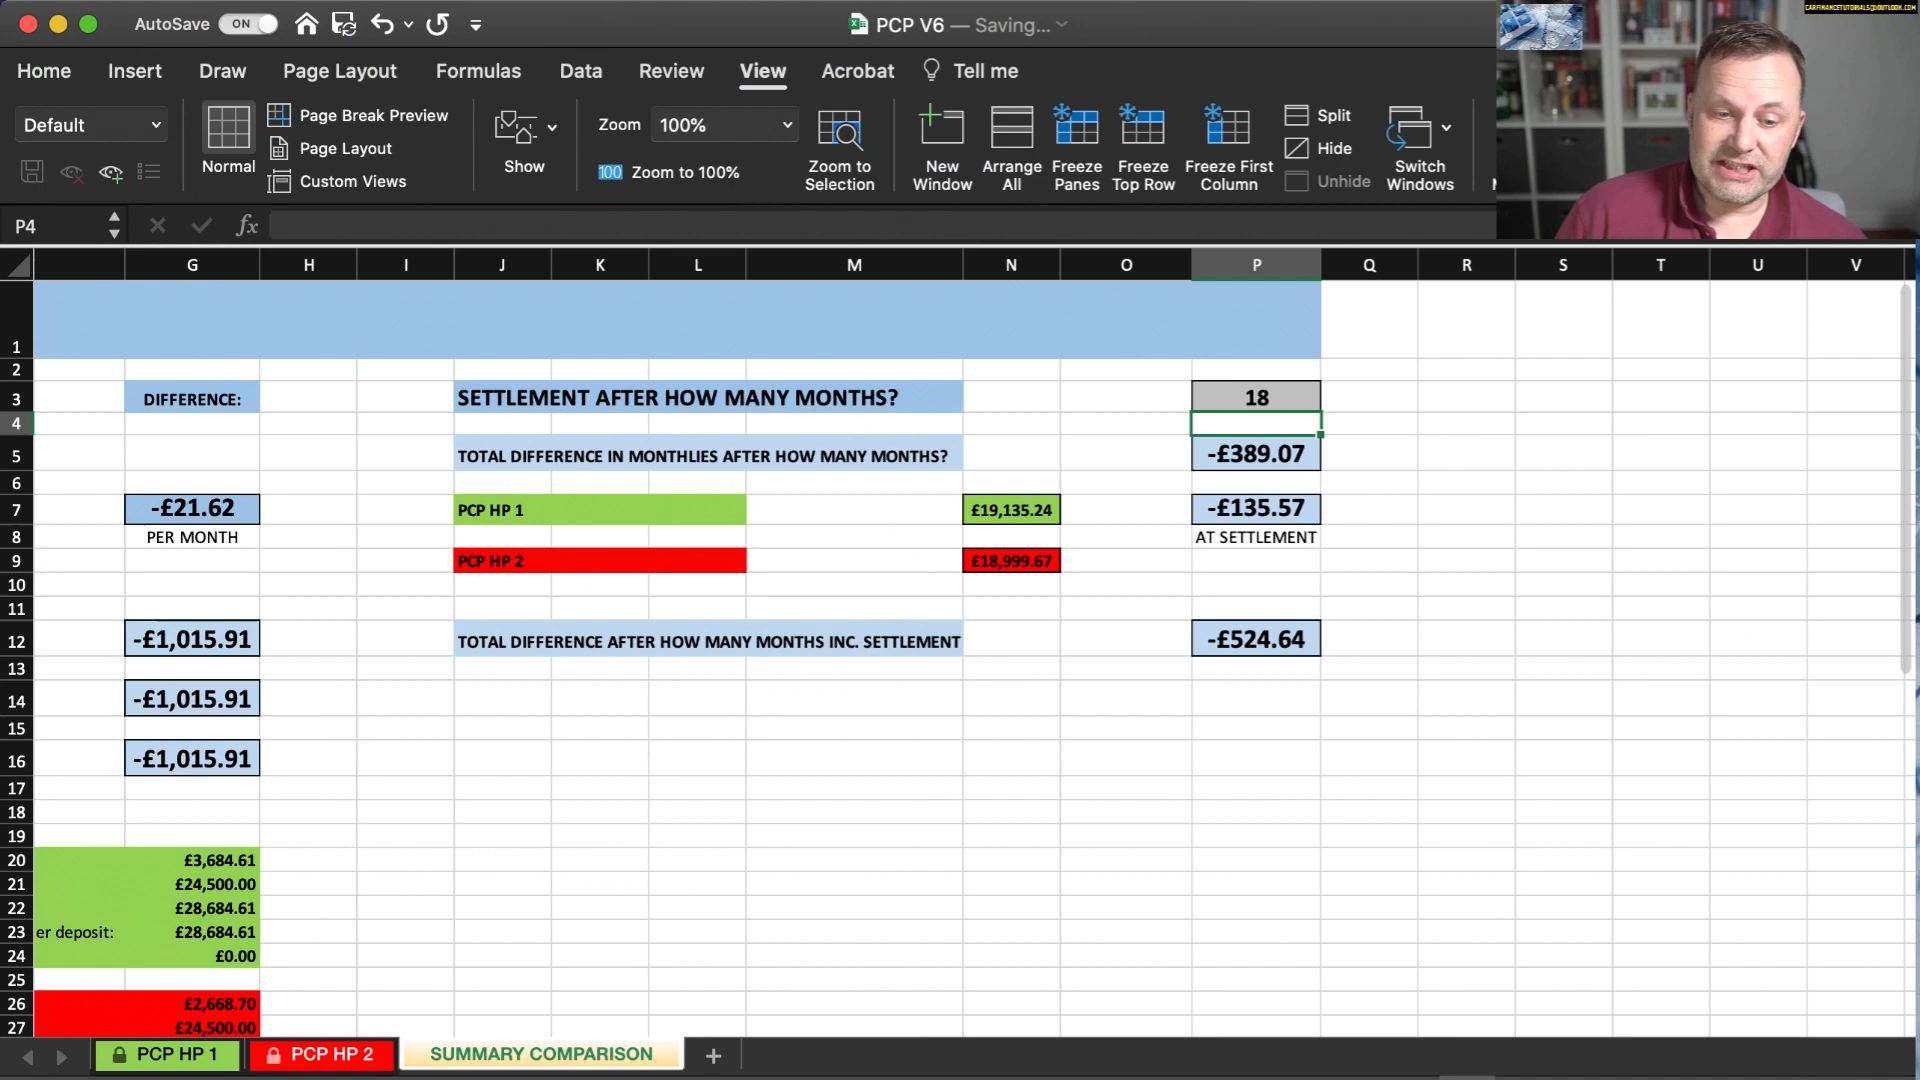 AutoSave ON
PCP V6 — Saving...
CARFINANCETUTORIALS@OUTLOOK.COM
Home Insert Draw Page Layout Formulas Data Review View Acrobat Tell me
Default
Normal
Page Break Preview
Page Layout
Custom Views
Show
Zoom 100%
100 Zoom to 100%
Zoom to
Selection
New
Window
Arrange
All
Freeze
Panes
Freeze
Top Row
Freeze First
Column
Split
Hide
Unhide
Switch
Windows
P4 fx
G H I J K L M N O P Q R S T U V
1
2
3 DIFFERENCE: SETTLEMENT AFTER HOW MANY MONTHS? 18
4
5 TOTAL DIFFERENCE IN MONTHLIES AFTER HOW MANY MONTHS? -£389.07
6
7 -£21.62 PCP HP 1 £19,135.24 -£135.57
8 PER MONTH AT SETTLEMENT
9 PCP HP 2 £18,999.67
10
11
12 -£1,015.91 TOTAL DIFFERENCE AFTER HOW MANY MONTHS INC. SETTLEMENT -£524.64
13
14 -£1,015.91
15
16 -£1,015.91
17
18
19
20 £3,684.61
21 £24,500.00
22 £28,684.61
23 er deposit: £28,684.61
24 £0.00
25
26 £2,668.70
27 £24,500.00
PCP HP 1 PCP HP 2 SUMMARY COMPARISON +